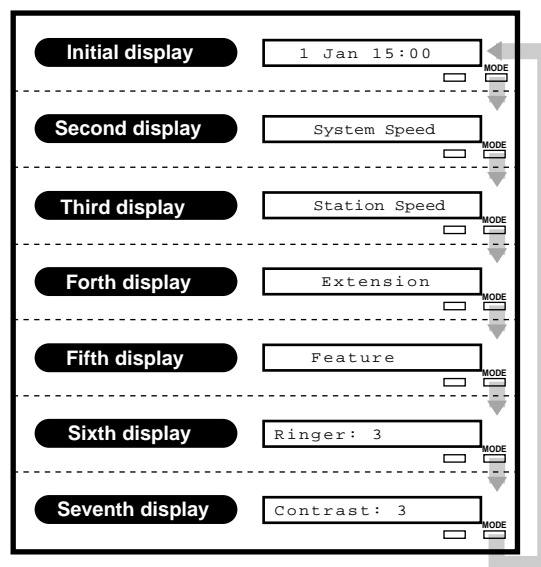 Initial display
1 Jan 15:00
MODE
Second display
System Speed
MODE
Third display
Station Speed
MODE
Forth display
Extension
MODE
Fifth display
Feature
MODE
Sixth display
Ringer: 3
MODE
Seventh display
Contrast: 3
MODE